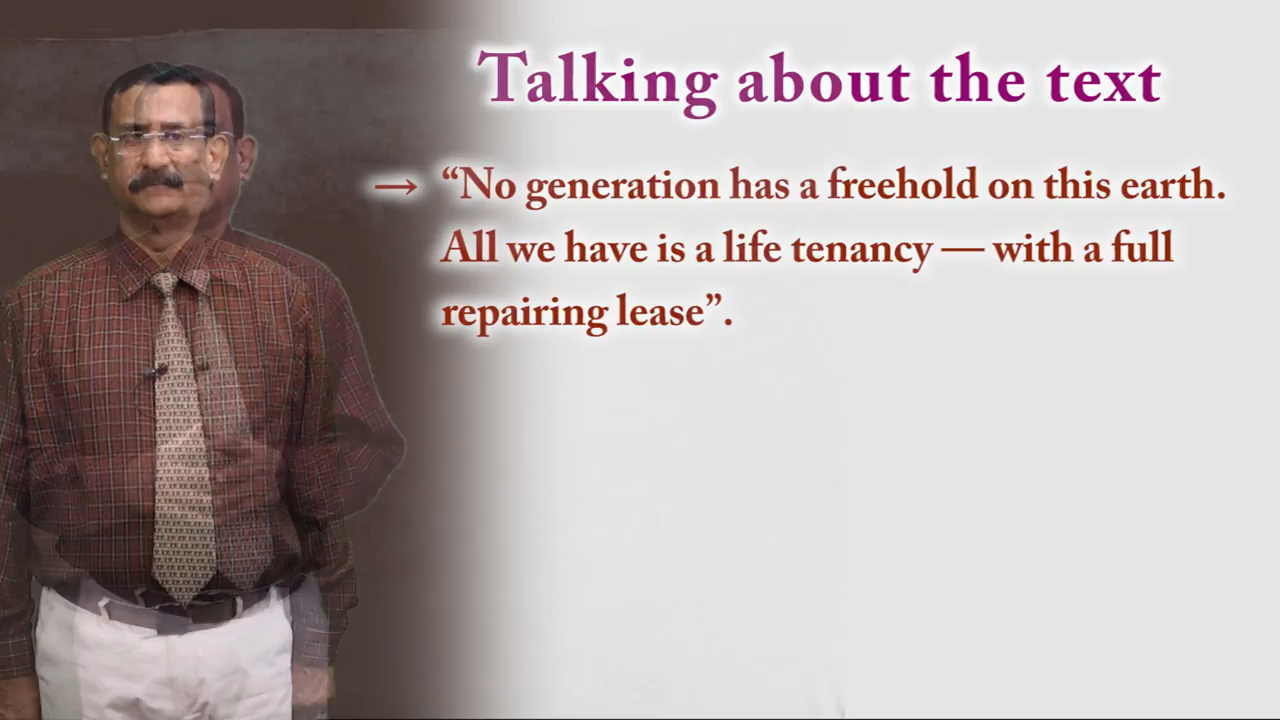 Talking about the text
→ “No generation has a freehold on this earth.
All we have is a life tenancy — with a full
repairing lease”.